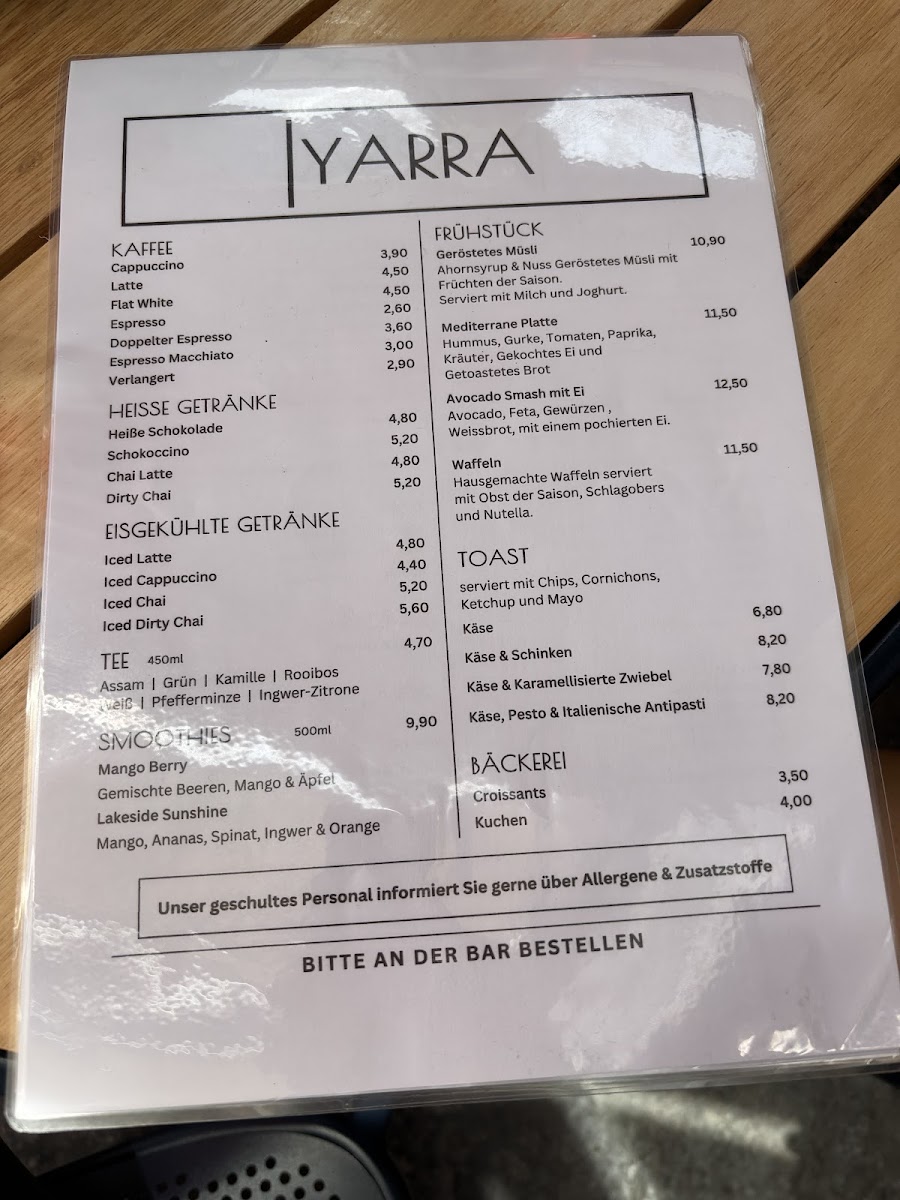 YARRA
KAFFEE
Cappuccino 3,90
Latte 4,50
Flat White 4,50
Espresso 2,60
Doppelter Espresso 3,60
Espresso Macchiato 3,00
Verlangert 2,90
HEISSE GETRÄNKE
Heiße Schokolade 4,80
Schokoccino 5,20
Chai Latte 4,80
Dirty Chai 5,20
EISGEKÜHLTE GETRÄNKE
Iced Latte 4,80
Iced Cappuccino 4,40
Iced Chai 5,20
Iced Dirty Chai 5,60
TEE 450ml 4,70
Assam | Grün | Kamille | Rooibos
Weiß | Pfefferminze | Ingwer-Zitrone
SMOOTHIES 500ml 9,90
Mango Berry
Gemischte Beeren, Mango & Äpfel
Lakeside Sunshine
Mango, Ananas, Spinat, Ingwer & Orange
FRÜHSTÜCK
Geröstetes Müsli 10,90
Ahornsyrup & Nuss Geröstetes Müsli mit
Früchten der Saison.
Serviert mit Milch und Joghurt.
Mediterrane Platte 11,50
Hummus, Gurke, Tomaten, Paprika,
Kräuter, Gekochtes Ei und
Getoastetes Brot
Avocado Smash mit Ei 12,50
Avocado, Feta, Gewürzen ,
Weissbrot, mit einem pochierten Ei.
Waffeln 11,50
Hausgemachte Waffeln serviert
mit Obst der Saison, Schlagobers
und Nutella.
TOAST
serviert mit Chips, Cornichons,
Ketchup und Mayo
Käse 6,80
Käse & Schinken 8,20
Käse & Karamellisierte Zwiebel 7,80
Käse, Pesto & Italienische Antipasti 8,20
BÄCKEREI
Croissants 3,50
Kuchen 4,00
Unser geschultes Personal informiert Sie gerne über Allergene & Zusatzstoffe
BITTE AN DER BAR BESTELLEN